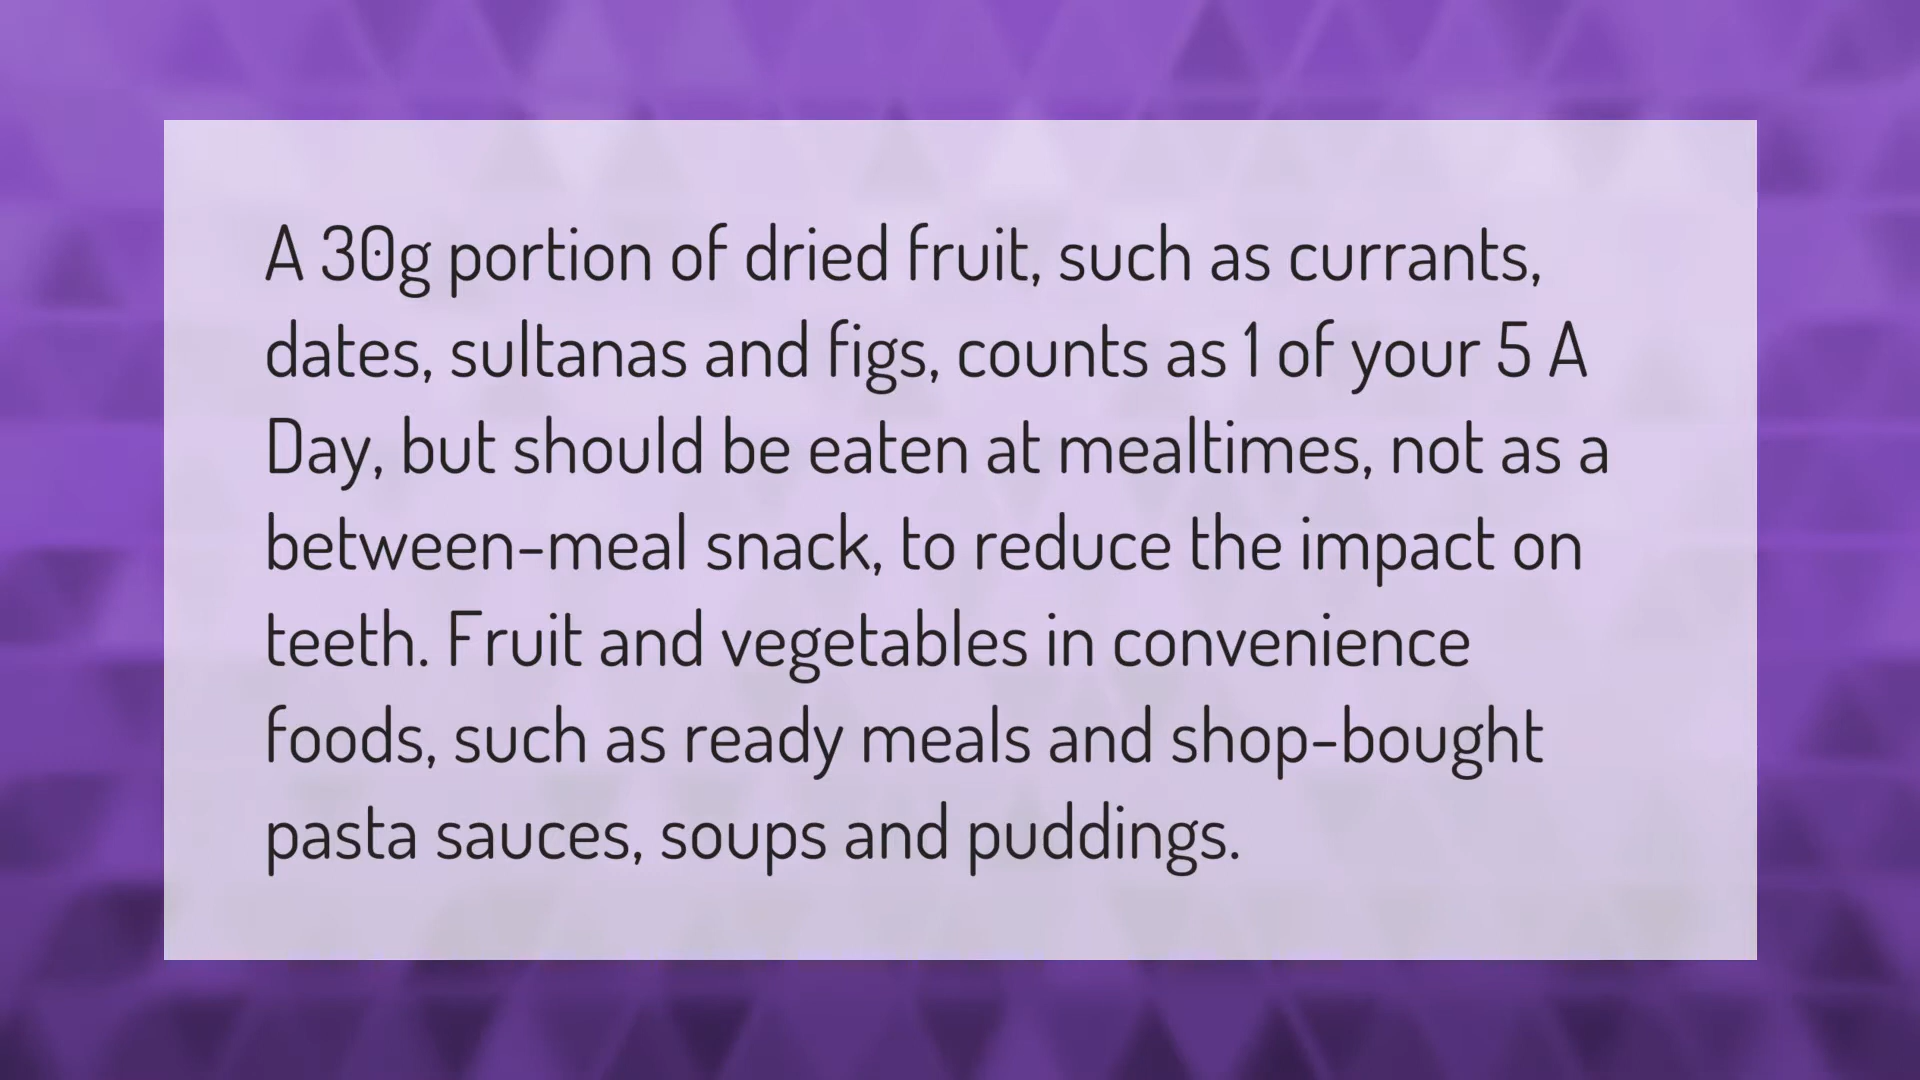 A 30g portion of dried fruit, such as currants,
dates, sultanas and figs, counts as 1 of your 5 A
Day, but should be eaten at mealtimes, not as a
between-meal snack, to reduce the impact on
teeth. Fruit and vegetables in convenience
foods, such as ready meals and shop-bought
pasta sauces, soups and puddings.